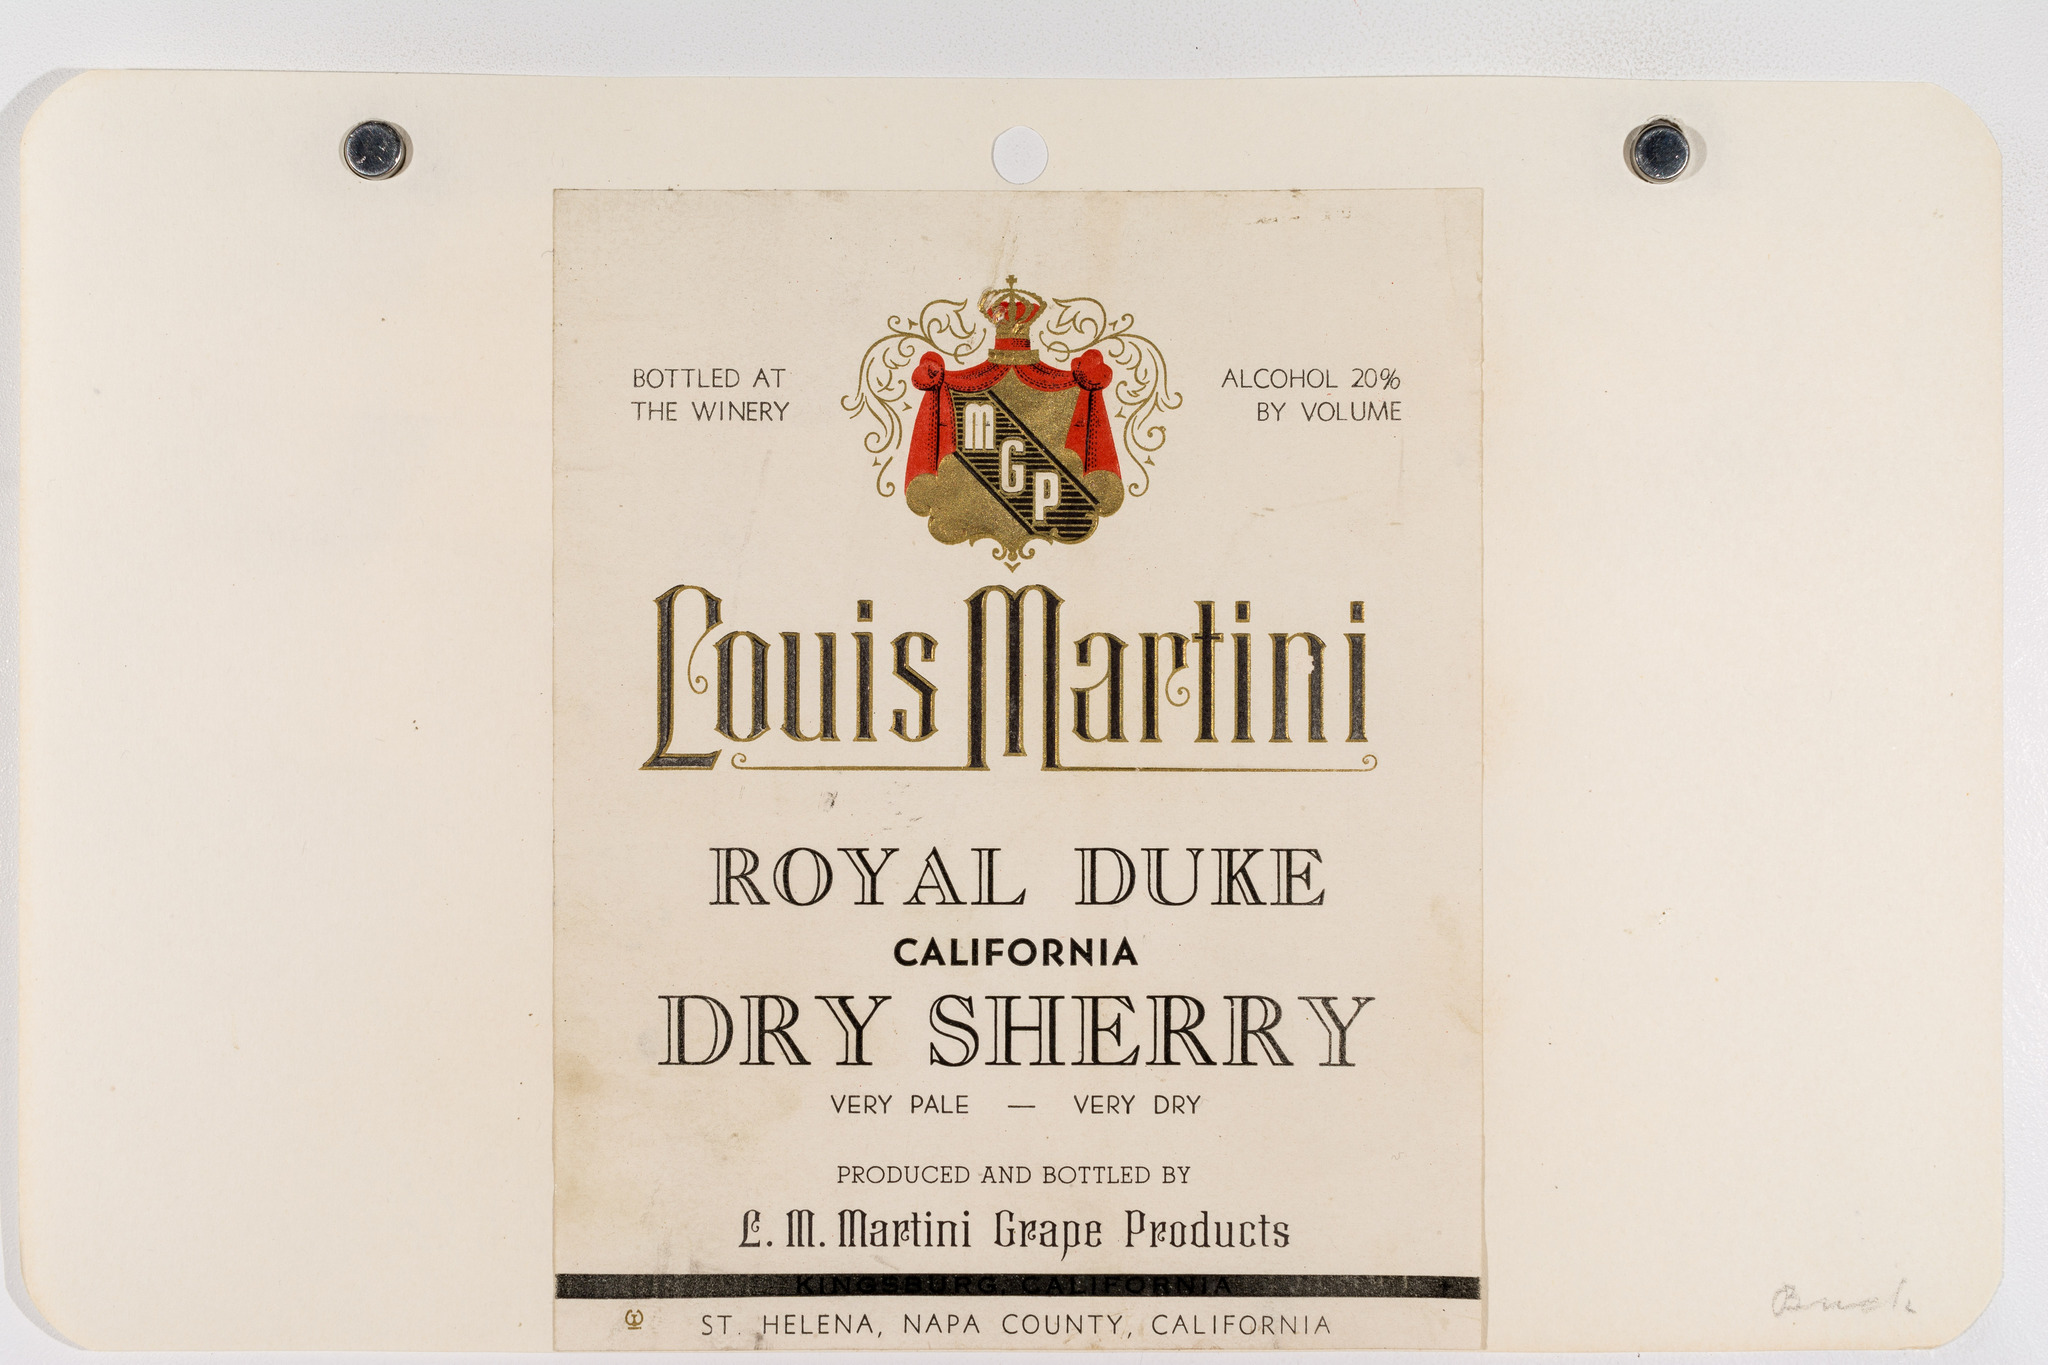 BOTTLED AT
THE WINERY
ALCOHOL 20%
BY VOLUME
M
G
P
Louis Martini
ROYAL DUKE
CALIFORNIA
DRY SHERRY
VERY PALE — VERY DRY
PRODUCED AND BOTTLED BY
L. M. Martini Grape Products
KINGSBURG, CALIFORNIA
ST. HELENA, NAPA COUNTY, CALIFORNIA